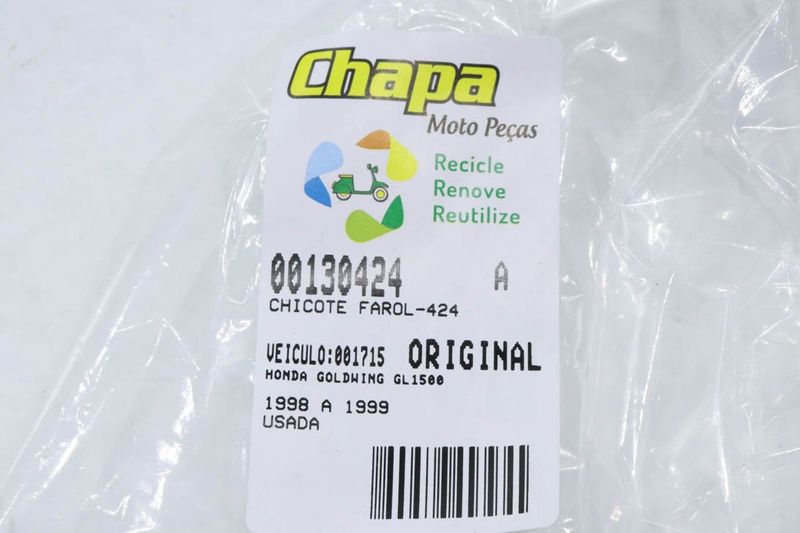 Chapa
Moto Peças
Recicle
Renove
Reutilize
00130424 A
CHICOTE FAROL-424
VEICULO:001715 ORIGINAL
HONDA GOLDWING GL1500
1998 A 1999
USADA